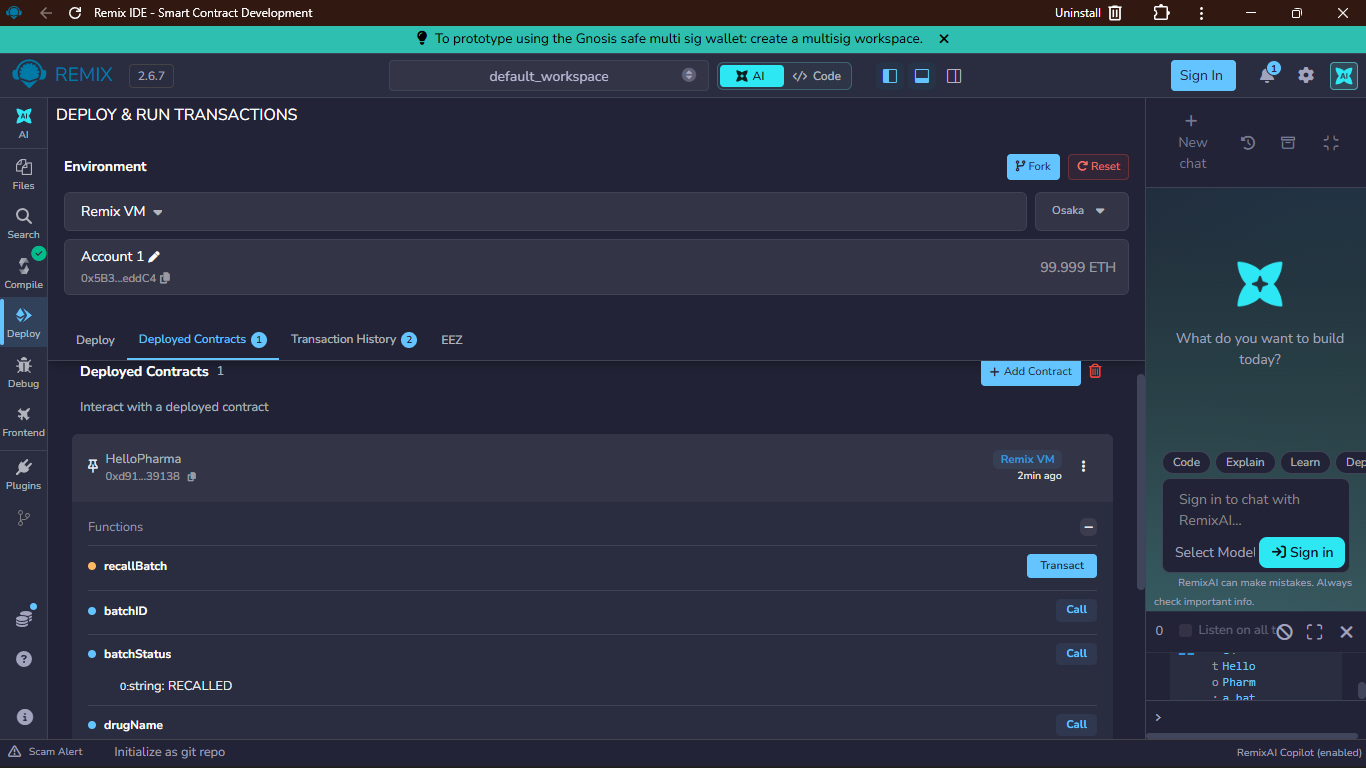 Remix IDE - Smart Contract Development
Uninstall
To prototype using the Gnosis safe multi sig wallet: create a multisig workspace.
REMIX
2.6.7
default_workspace
AI
</> Code
Sign In
1
AI
AI
AI
Files
Search
Compile
Deploy
Debug
Frontend
Plugins
DEPLOY & RUN TRANSACTIONS
Environment
Fork
Reset
Remix VM
Osaka
Account 1
0x5B3...eddC4
99.999 ETH
Deploy
Deployed Contracts 1
Transaction History 2
EEZ
Deployed Contracts 1
+ Add Contract
Interact with a deployed contract
HelloPharma
0xd91...39138
Remix VM
2min ago
Functions
recallBatch
Transact
batchID
Call
batchStatus
Call
0:string: RECALLED
drugName
Call
+
New
chat
What do you want to build
today?
Code
Explain
Learn
Dep
Sign in to chat with
RemixAI...
Select Model
Sign in
RemixAI can make mistakes. Always
check important info.
0
Listen on all t
t Hello
o Pharm
: a bat
>
Scam Alert
Initialize as git repo
RemixAI Copilot (enabled)